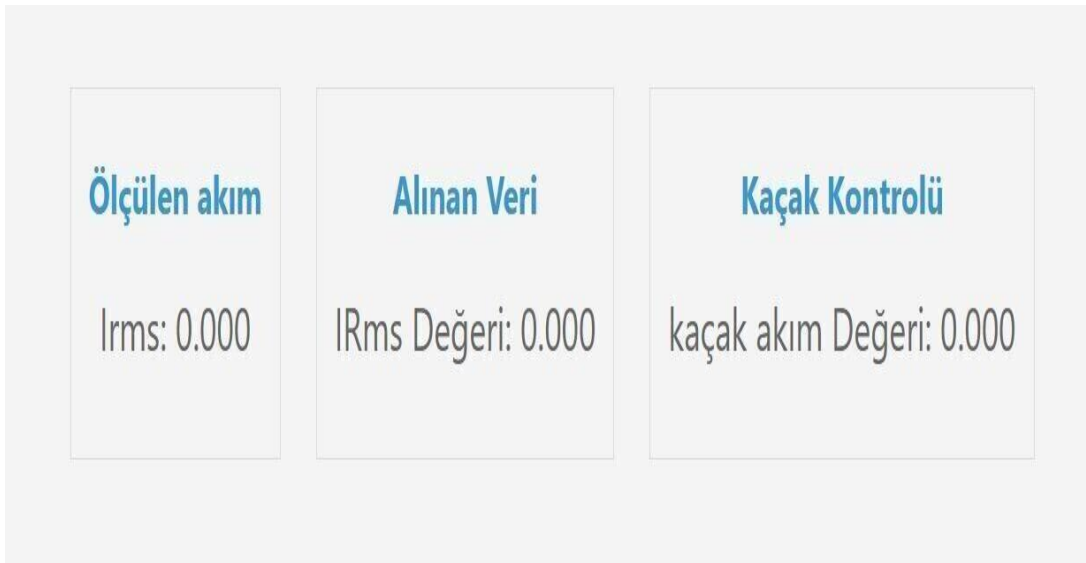 Ölçülen akım
Irms: 0.000
Alınan Veri
IRms Değeri: 0.000
Kaçak Kontrolü
kaçak akım Değeri: 0.000